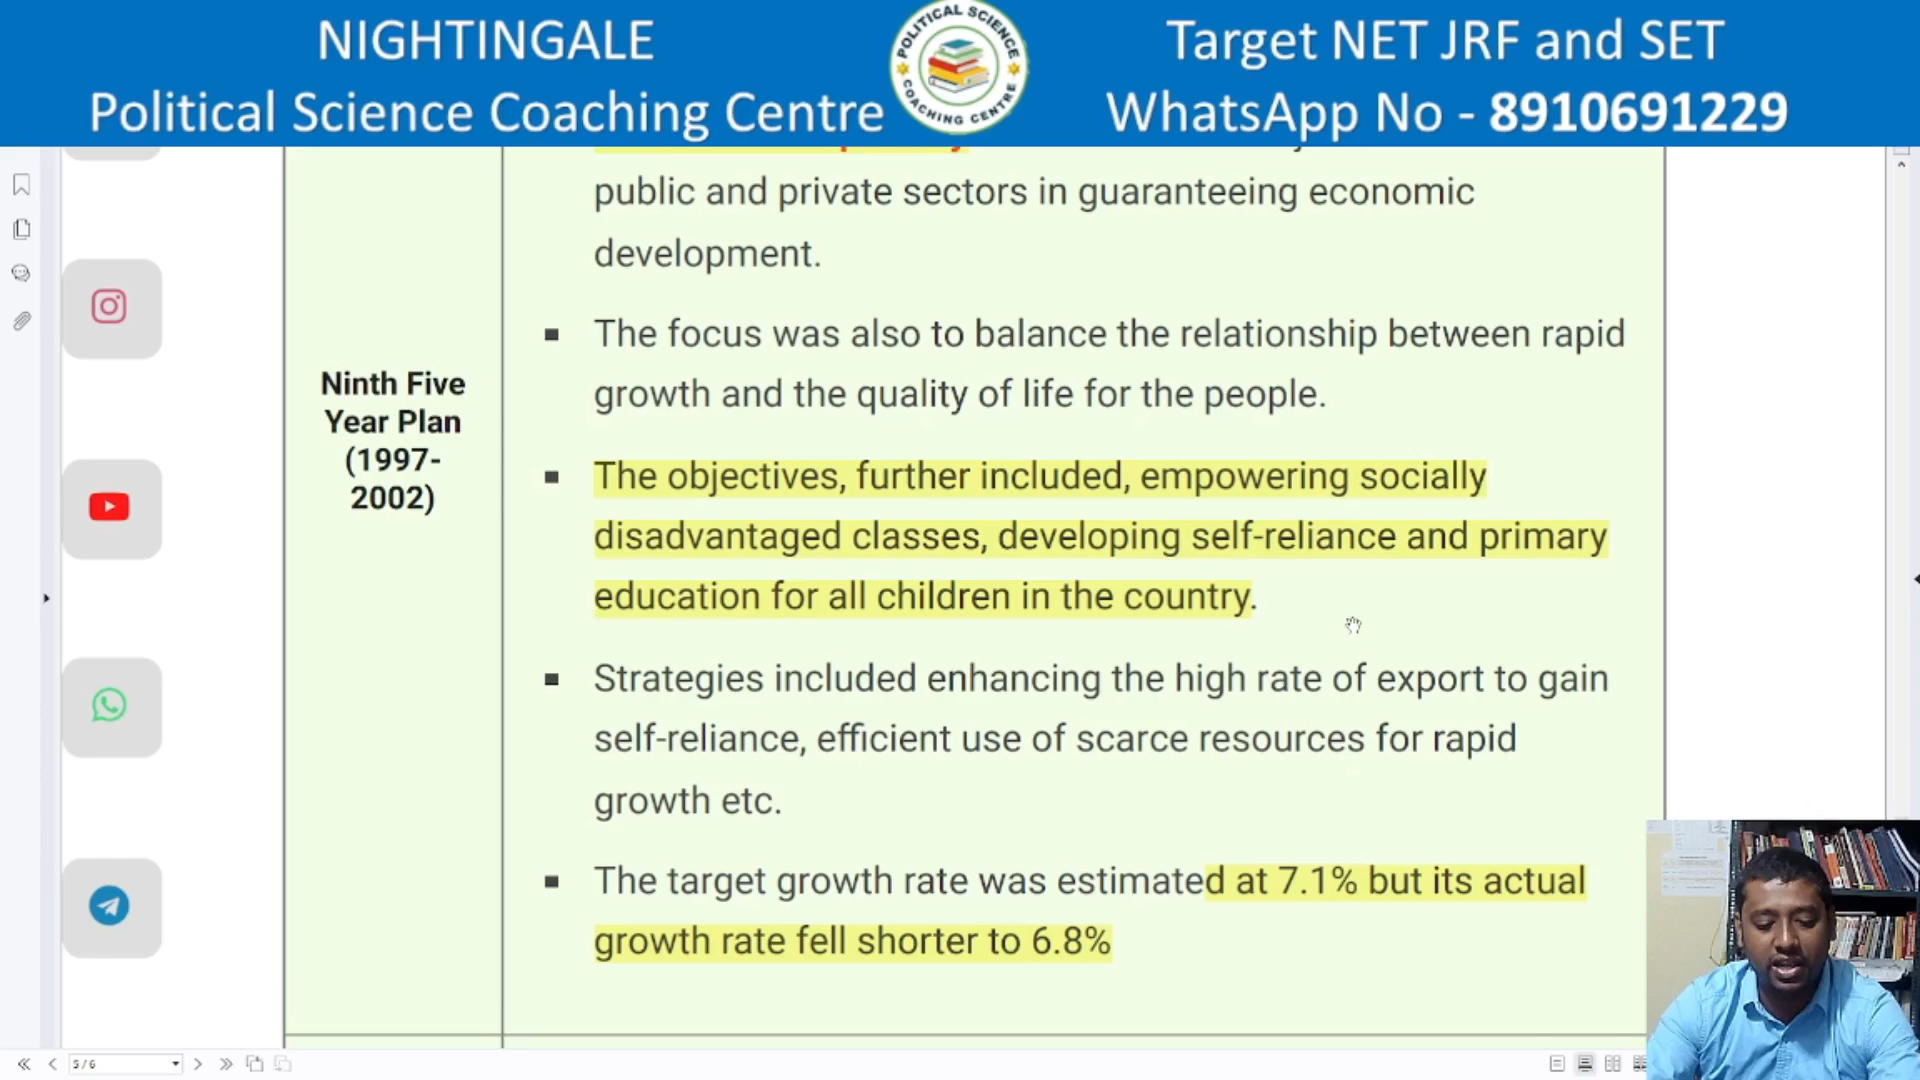 NIGHTINGALE
Political Science Coaching Centre
POLITICAL SCIENCE
COACHING CENTRE
Target NET JRF and SET
WhatsApp No - 8910691229
public and private sectors in guaranteeing economic
development.
Ninth Five
Year Plan
(1997-
2002)
▪ The focus was also to balance the relationship between rapid
growth and the quality of life for the people.
▪ The objectives, further included, empowering socially
disadvantaged classes, developing self-reliance and primary
education for all children in the country.
▪ Strategies included enhancing the high rate of export to gain
self-reliance, efficient use of scarce resources for rapid
growth etc.
▪ The target growth rate was estimated at 7.1% but its actual
growth rate fell shorter to 6.8%
5/6